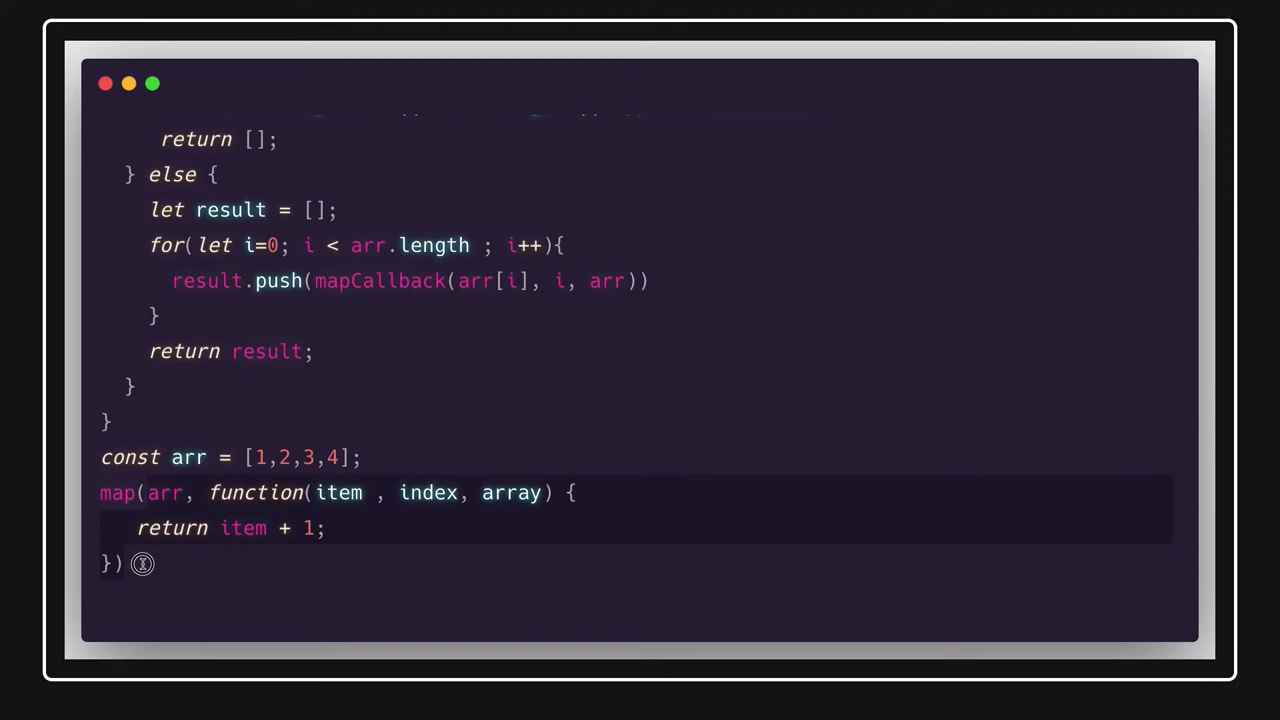 return [];
} else {
let result = [];
for(let i=0; i < arr.length ; i++){
result.push(mapCallback(arr[i], i, arr))
}
return result;
}
}
const arr = [1,2,3,4];
map(arr, function(item , index, array) {
return item + 1;
})